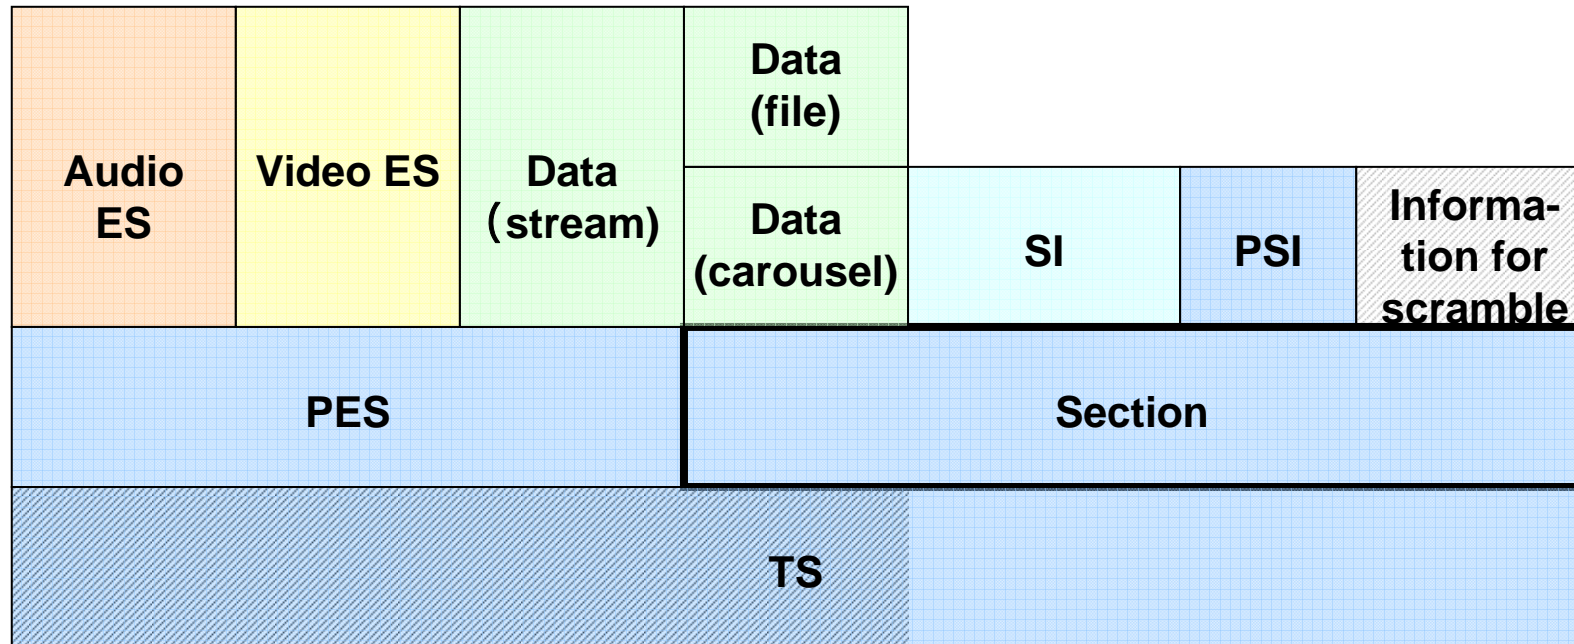 Audio
ES
Video ES
Data
（stream)
Data
(file)
Data
(carousel)
SI
PSI
Informa-
tion for
scramble
PES
Section
TS